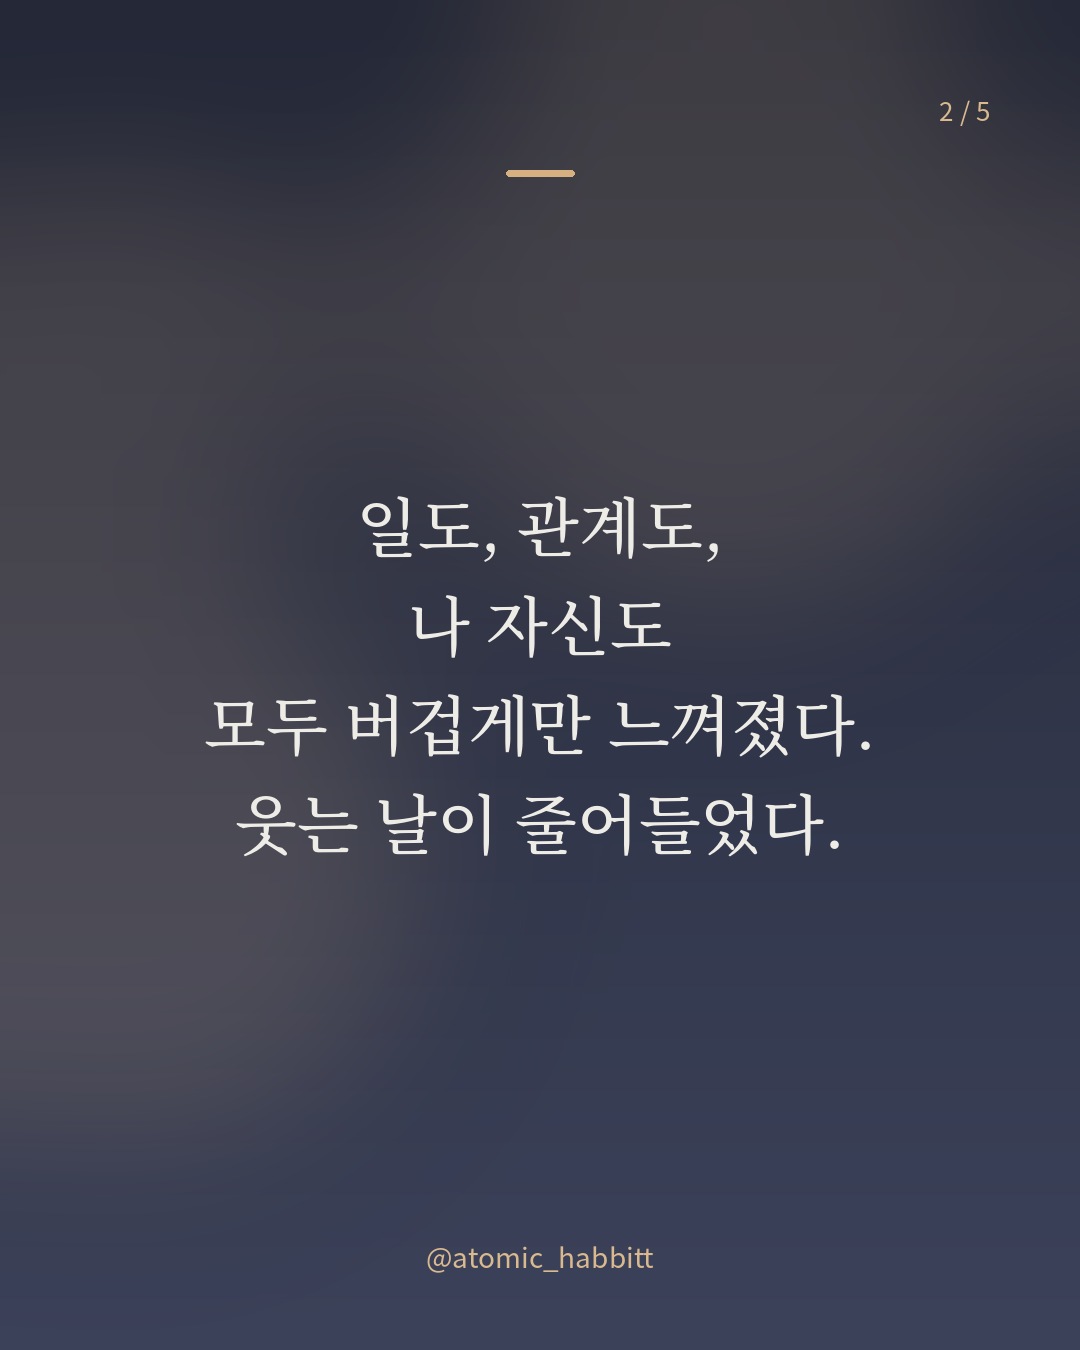 2 / 5
일도, 관계도,
나 자신도
모두 버겁게만 느껴졌다.
웃는 날이 줄어들었다.
@atomic_habbitt